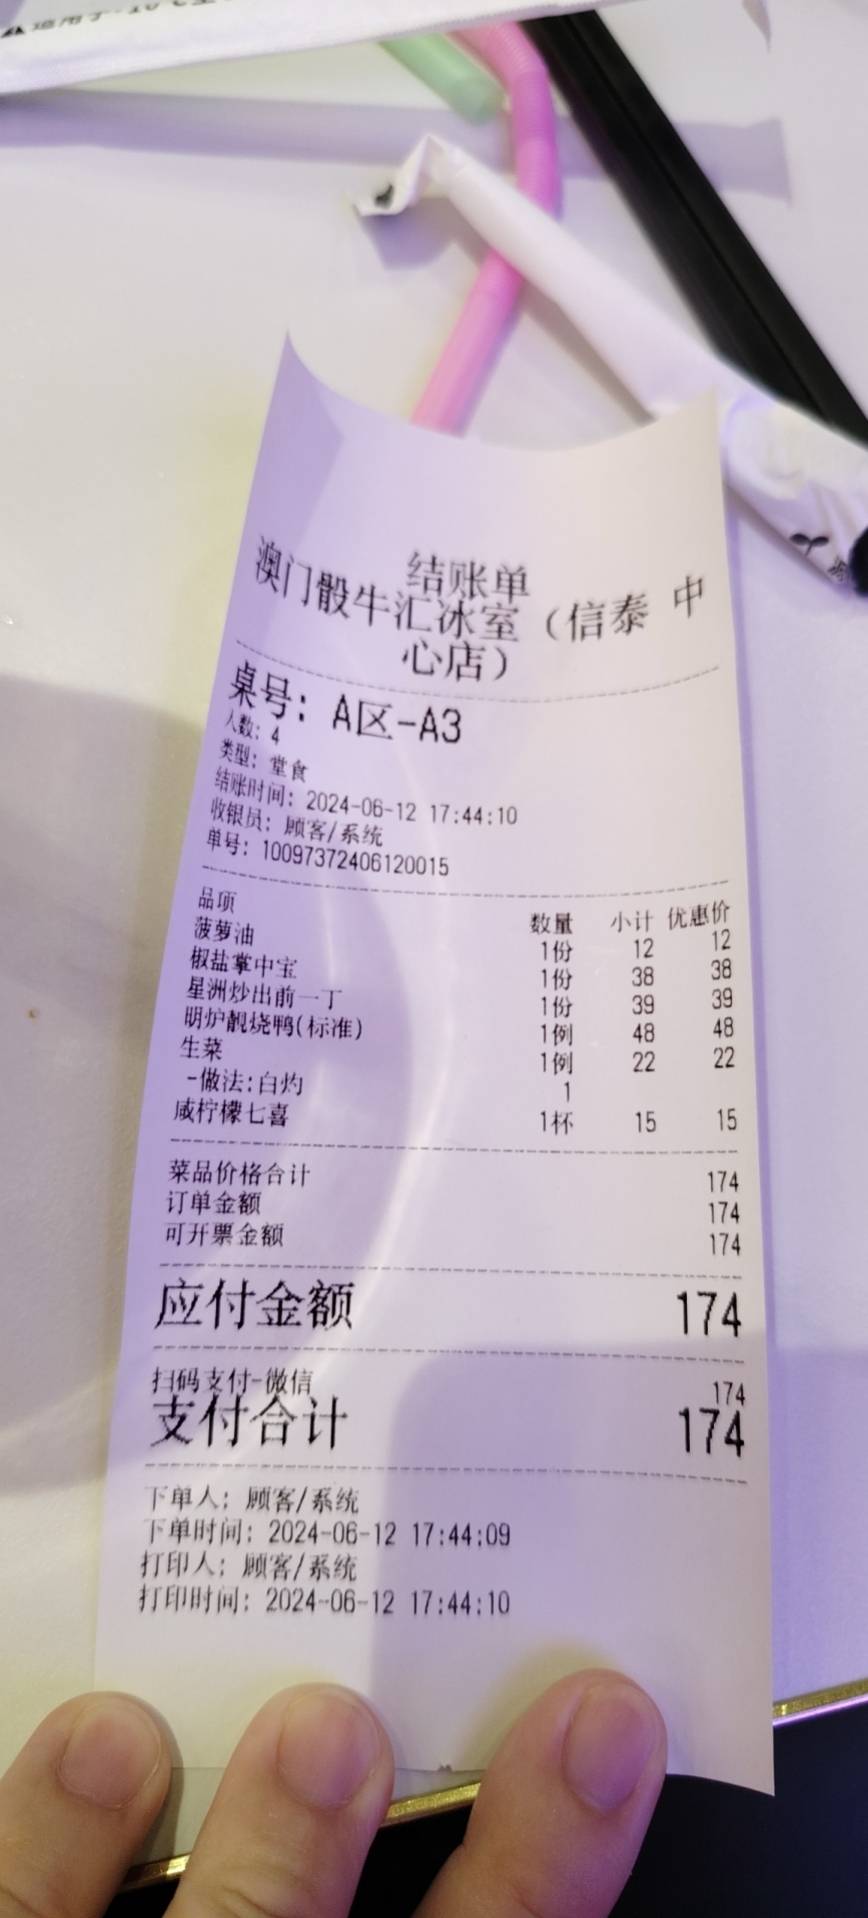 结账单
澳门骰牛汇冰室（信泰 中
心店）
桌号: A区-A3
人数: 4
类型: 堂食
结账时间: 2024-06-12 17:44:10
收银员: 顾客/系统
单号: 10097372406120015
品项 数量 小计 优惠价
菠萝油 1份 12 12
椒盐掌中宝 1份 38 38
星洲炒出前一丁 1份 39 39
明炉靓烧鸭(标准) 1例 48 48
生菜 1例 22 22
-做法:白灼 1
咸柠檬七喜 1杯 15 15
菜品价格合计 174
订单金额 174
可开票金额 174
应付金额 174
扫码支付-微信 174
支付合计 174
下单人: 顾客/系统
下单时间: 2024-06-12 17:44:09
打印人: 顾客/系统
打印时间: 2024-06-12 17:44:10